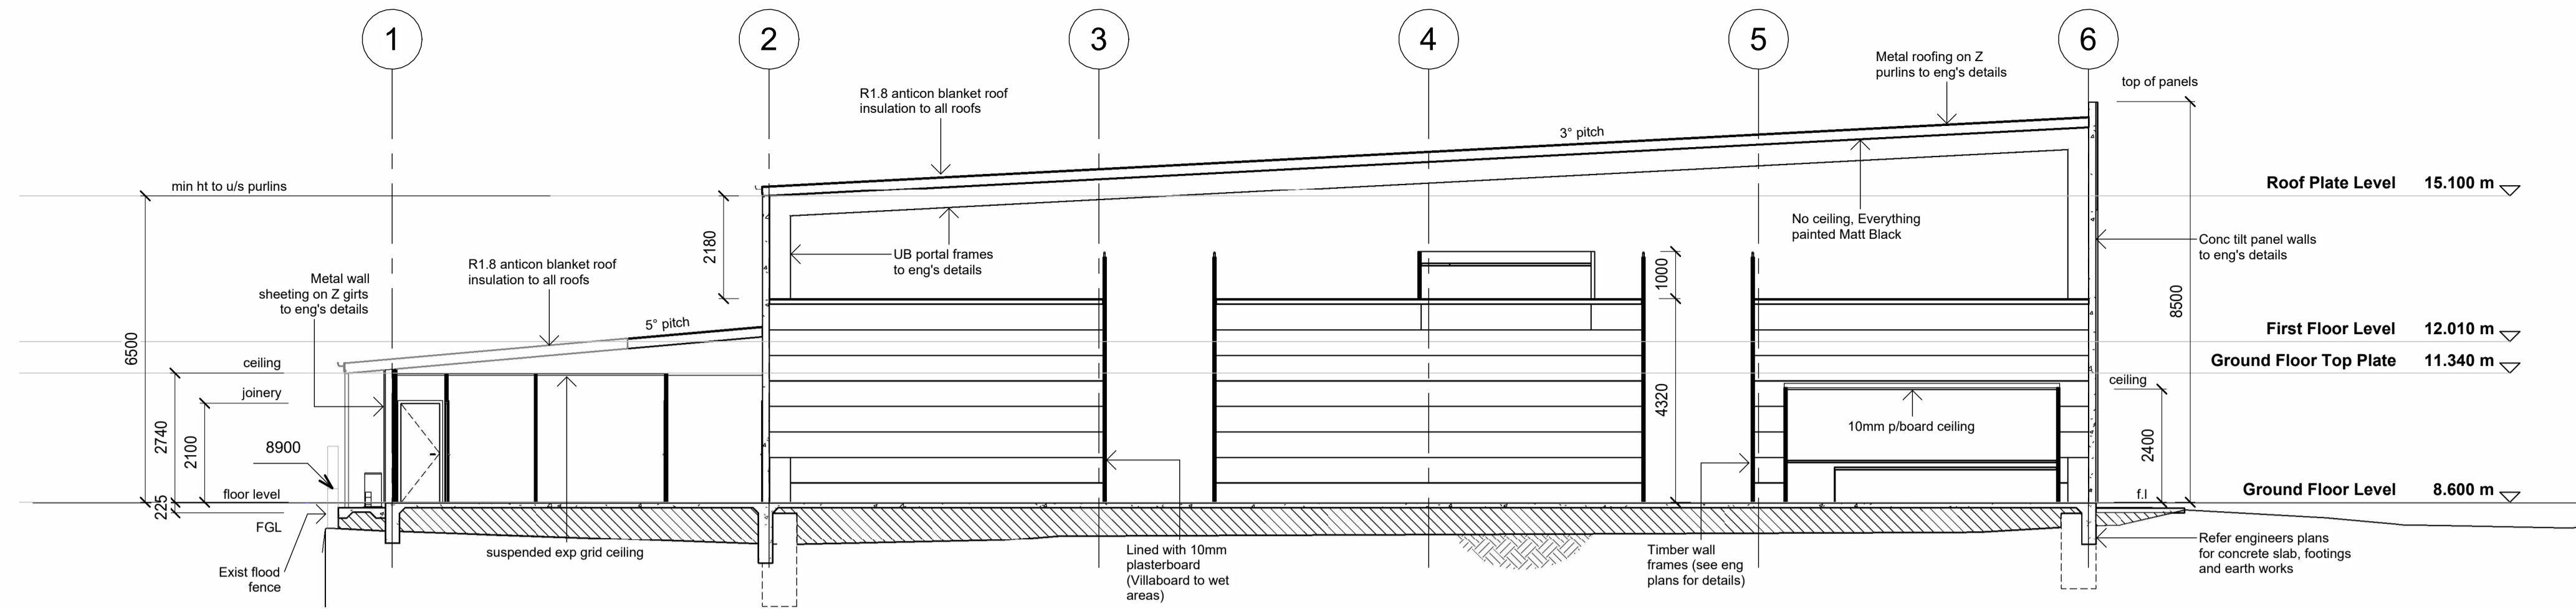 1
2
3
4
5
6
Metal roofing on Z
purlins to eng's details
top of panels
R1.8 anticon blanket roof
insulation to all roofs
3° pitch
min ht to u/s purlins
Roof Plate Level 15.100 m
2180
No ceiling, Everything
painted Matt Black
UB portal frames
to eng's details
Conc tilt panel walls
to eng's details
R1.8 anticon blanket roof
insulation to all roofs
Metal wall
sheeting on Z girts
to eng's details
1000
8500
5° pitch
First Floor Level 12.010 m
6500
ceiling
Ground Floor Top Plate 11.340 m
joinery
ceiling
4320
2740
2100
8900
10mm p/board ceiling
2400
floor level
f.l
Ground Floor Level 8.600 m
225
FGL
suspended exp grid ceiling
Exist flood
fence
Lined with 10mm
plasterboard
(Villaboard to wet
areas)
Timber wall
frames (see eng
plans for details)
Refer engineers plans
for concrete slab, footings
and earth works